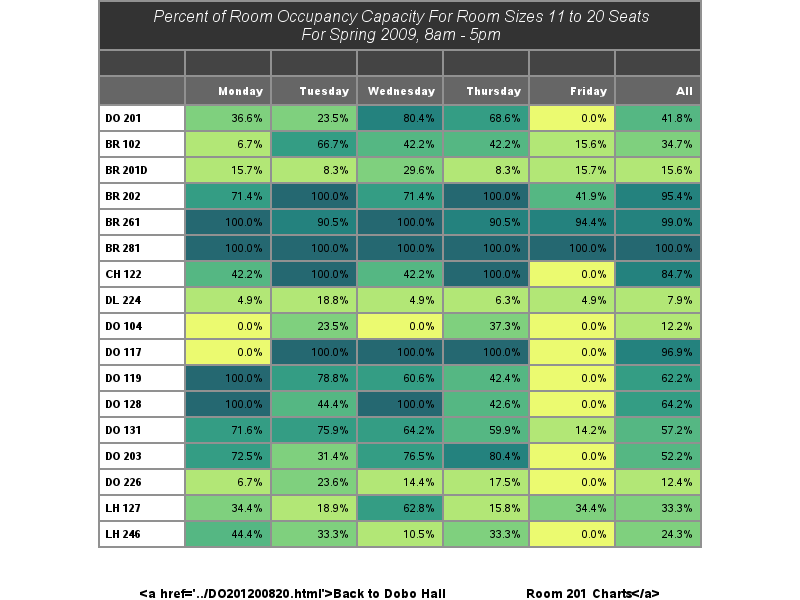 Percent of Room Occupancy Capacity For Room Sizes 11 to 20 Seats
For Spring 2009, 8am - 5pm
Monday Tuesday Wednesday Thursday Friday All
DO 201 36.6% 23.5% 80.4% 68.6% 0.0% 41.8%
BR 102 6.7% 66.7% 42.2% 42.2% 15.6% 34.7%
BR 201D 15.7% 8.3% 29.6% 8.3% 15.7% 15.6%
BR 202 71.4% 100.0% 71.4% 100.0% 41.9% 95.4%
BR 261 100.0% 90.5% 100.0% 90.5% 94.4% 99.0%
BR 281 100.0% 100.0% 100.0% 100.0% 100.0% 100.0%
CH 122 42.2% 100.0% 42.2% 100.0% 0.0% 84.7%
DL 224 4.9% 18.8% 4.9% 6.3% 4.9% 7.9%
DO 104 0.0% 23.5% 0.0% 37.3% 0.0% 12.2%
DO 117 0.0% 100.0% 100.0% 100.0% 0.0% 96.9%
DO 119 100.0% 78.8% 60.6% 42.4% 0.0% 62.2%
DO 128 100.0% 44.4% 100.0% 42.6% 0.0% 64.2%
DO 131 71.6% 75.9% 64.2% 59.9% 14.2% 57.2%
DO 203 72.5% 31.4% 76.5% 80.4% 0.0% 52.2%
DO 226 6.7% 23.6% 14.4% 17.5% 0.0% 12.4%
LH 127 34.4% 18.9% 62.8% 15.8% 34.4% 33.3%
LH 246 44.4% 33.3% 10.5% 33.3% 0.0% 24.3%
<a href='../DO201200820.html'>Back to Dobo Hall Room 201 Charts</a>